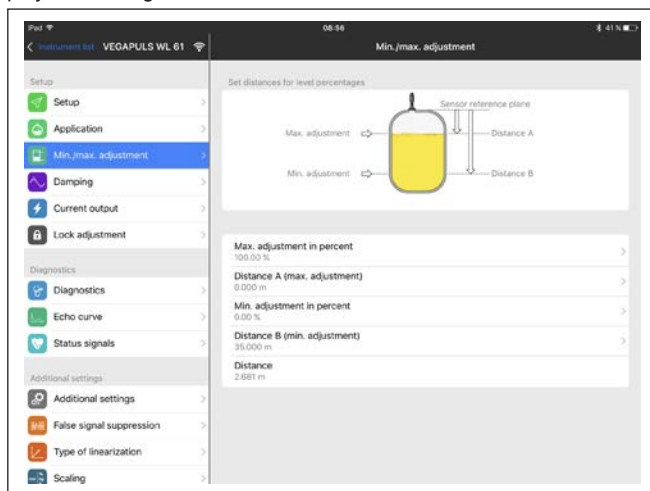 iPad
08:56
41 %
Instrument list
VEGAPULS WL 61
Min./max. adjustment
Setup
Setup
Application
Min./max. adjustment
Damping
Current output
Lock adjustment
Diagnostics
Diagnostics
Echo curve
Status signals
Additional settings
Additional settings
False signal suppression
Type of linearization
Scaling
Set distances for level percentages
Sensor reference plane
Max. adjustment
Distance A
Min. adjustment
Distance B
Max. adjustment in percent
100.00 %
Distance A (max. adjustment)
0.000 m
Min. adjustment in percent
0.00 %
Distance B (min. adjustment)
35.000 m
Distance
2.681 m